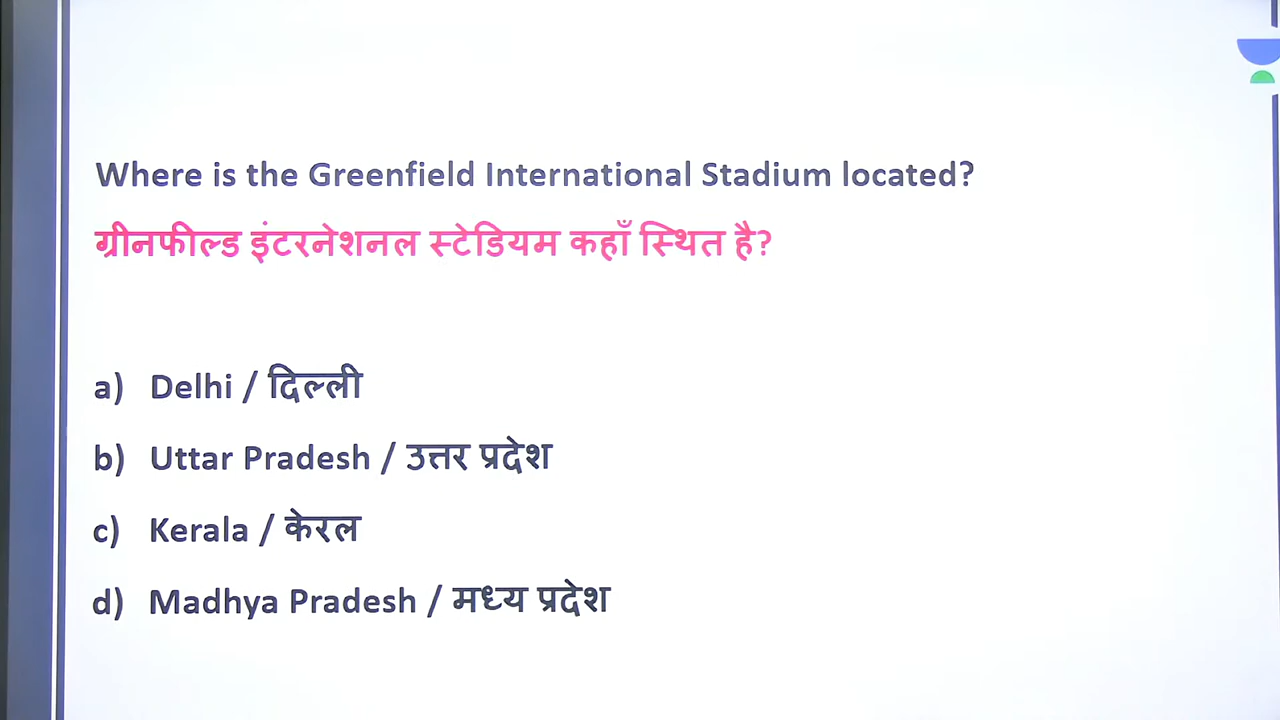 Where is the Greenfield International Stadium located?
ग्रीनफील्ड इंटरनेशनल स्टेडियम कहाँ स्थित है?
a) Delhi / दिल्ली
b) Uttar Pradesh / उत्तर प्रदेश
c) Kerala / केरल
d) Madhya Pradesh / मध्य प्रदेश